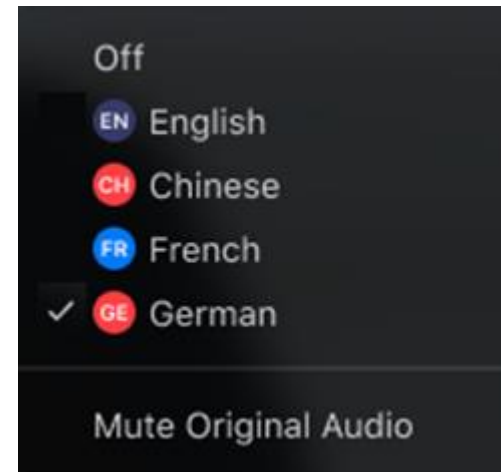 Off
EN English
CH Chinese
FR French
GE German
Mute Original Audio